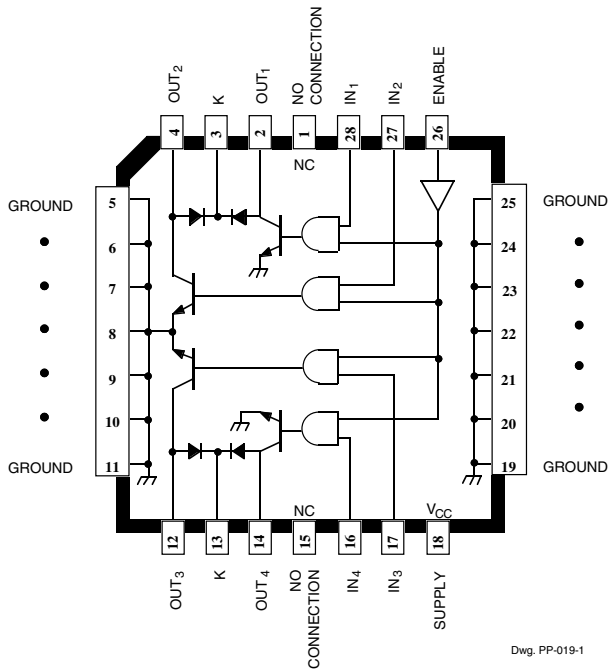 OUT2
K
OUT1
NO
CONNECTION
IN1
IN2
ENABLE
4
3
2
1
28
27
26
NC
GROUND
5
25
GROUND
6
24
7
23
8
22
9
21
10
20
GROUND
11
19
GROUND
NC
VCC
12
13
14
15
16
17
18
OUT3
K
OUT4
NO
CONNECTION
IN4
IN3
SUPPLY
Dwg. PP-019-1